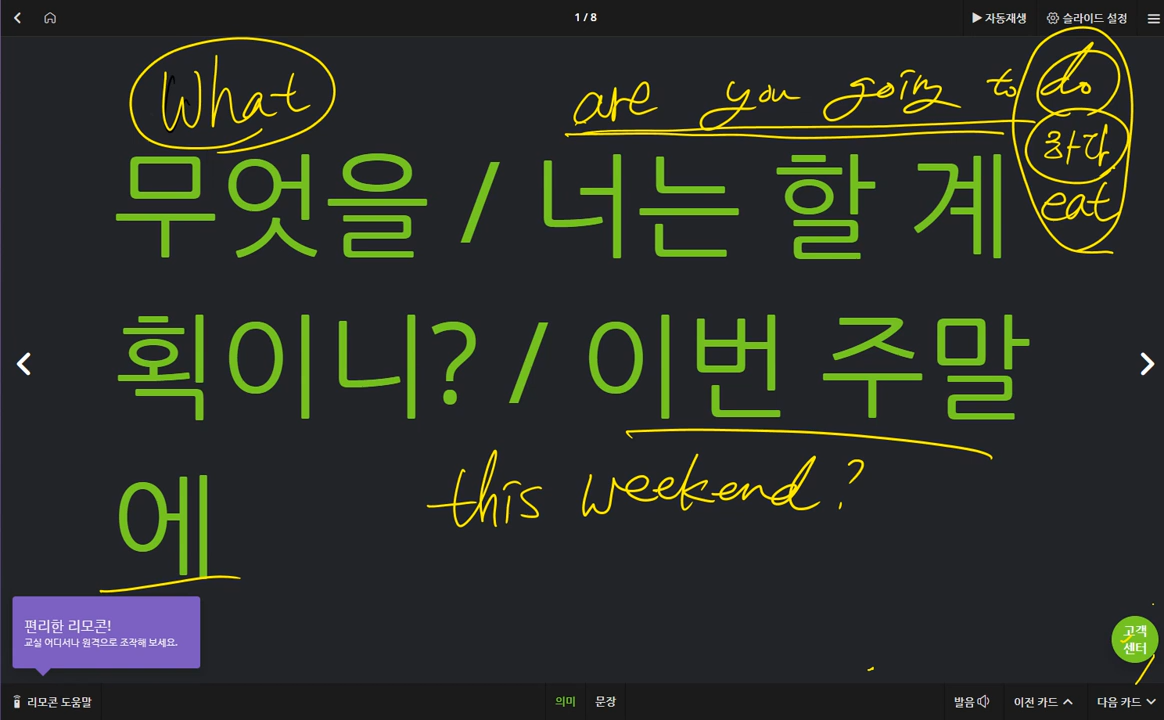 1 / 8
자동재생
슬라이드 설정
What are you going to do
하다
eat
무엇을 / 너는 할 계
획이니? / 이번 주말
에
this weekend?
편리한 리모콘!
교실 어디서나 원격으로 조작해 보세요.
고객
센터
리모콘 도움말
의미
문장
발음
이전 카드
다음 카드